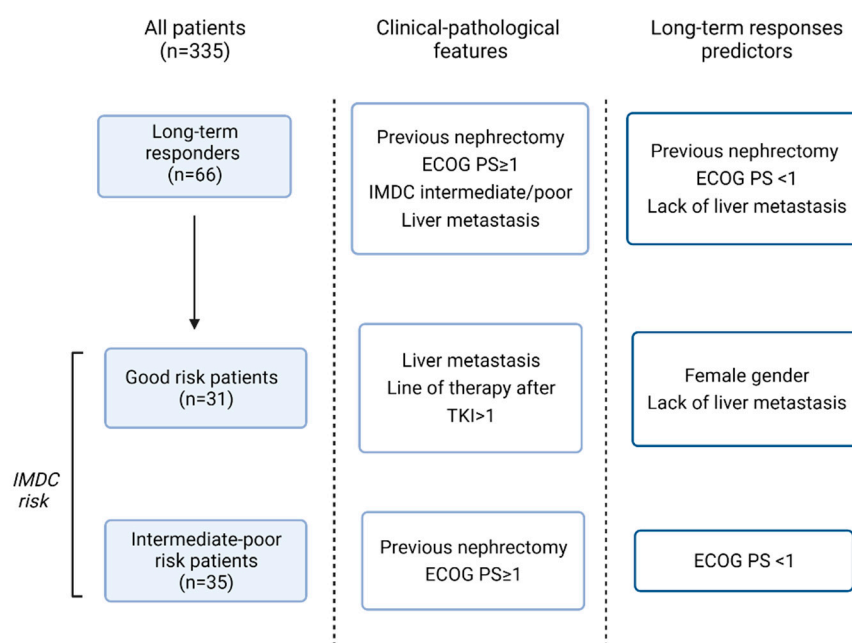 All patients
(n=335)
Clinical-pathological
features
Long-term responses
predictors
Long-term
responders
(n=66)
Previous nephrectomy
ECOG PS≥1
IMDC intermediate/poor
Liver metastasis
Previous nephrectomy
ECOG PS <1
Lack of liver metastasis
IMDC
risk
Good risk patients
(n=31)
Liver metastasis
Line of therapy after
TKI>1
Female gender
Lack of liver metastasis
Intermediate-poor
risk patients
(n=35)
Previous nephrectomy
ECOG PS≥1
ECOG PS <1